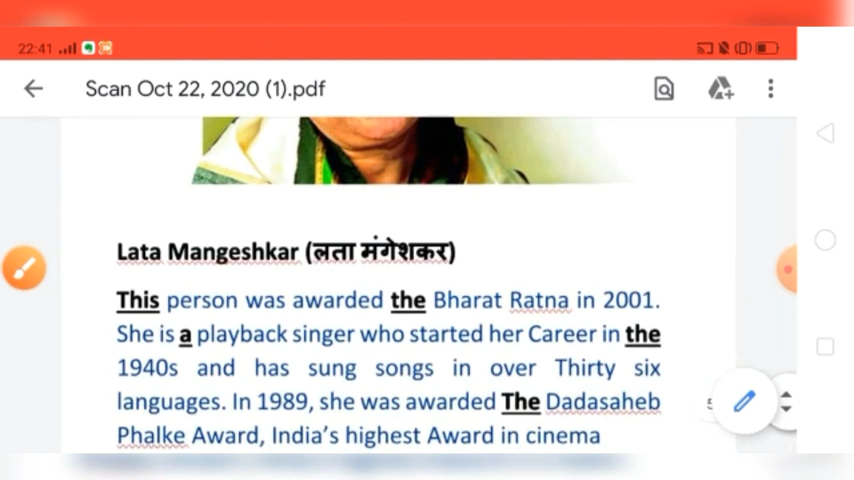 22:41
Scan Oct 22, 2020 (1).pdf
Lata Mangeshkar (लता मंगेशकर)
This person was awarded the Bharat Ratna in 2001.
She is a playback singer who started her Career in the
1940s and has sung songs in over Thirty six
languages. In 1989, she was awarded The Dadasaheb
Phalke Award, India's highest Award in cinema